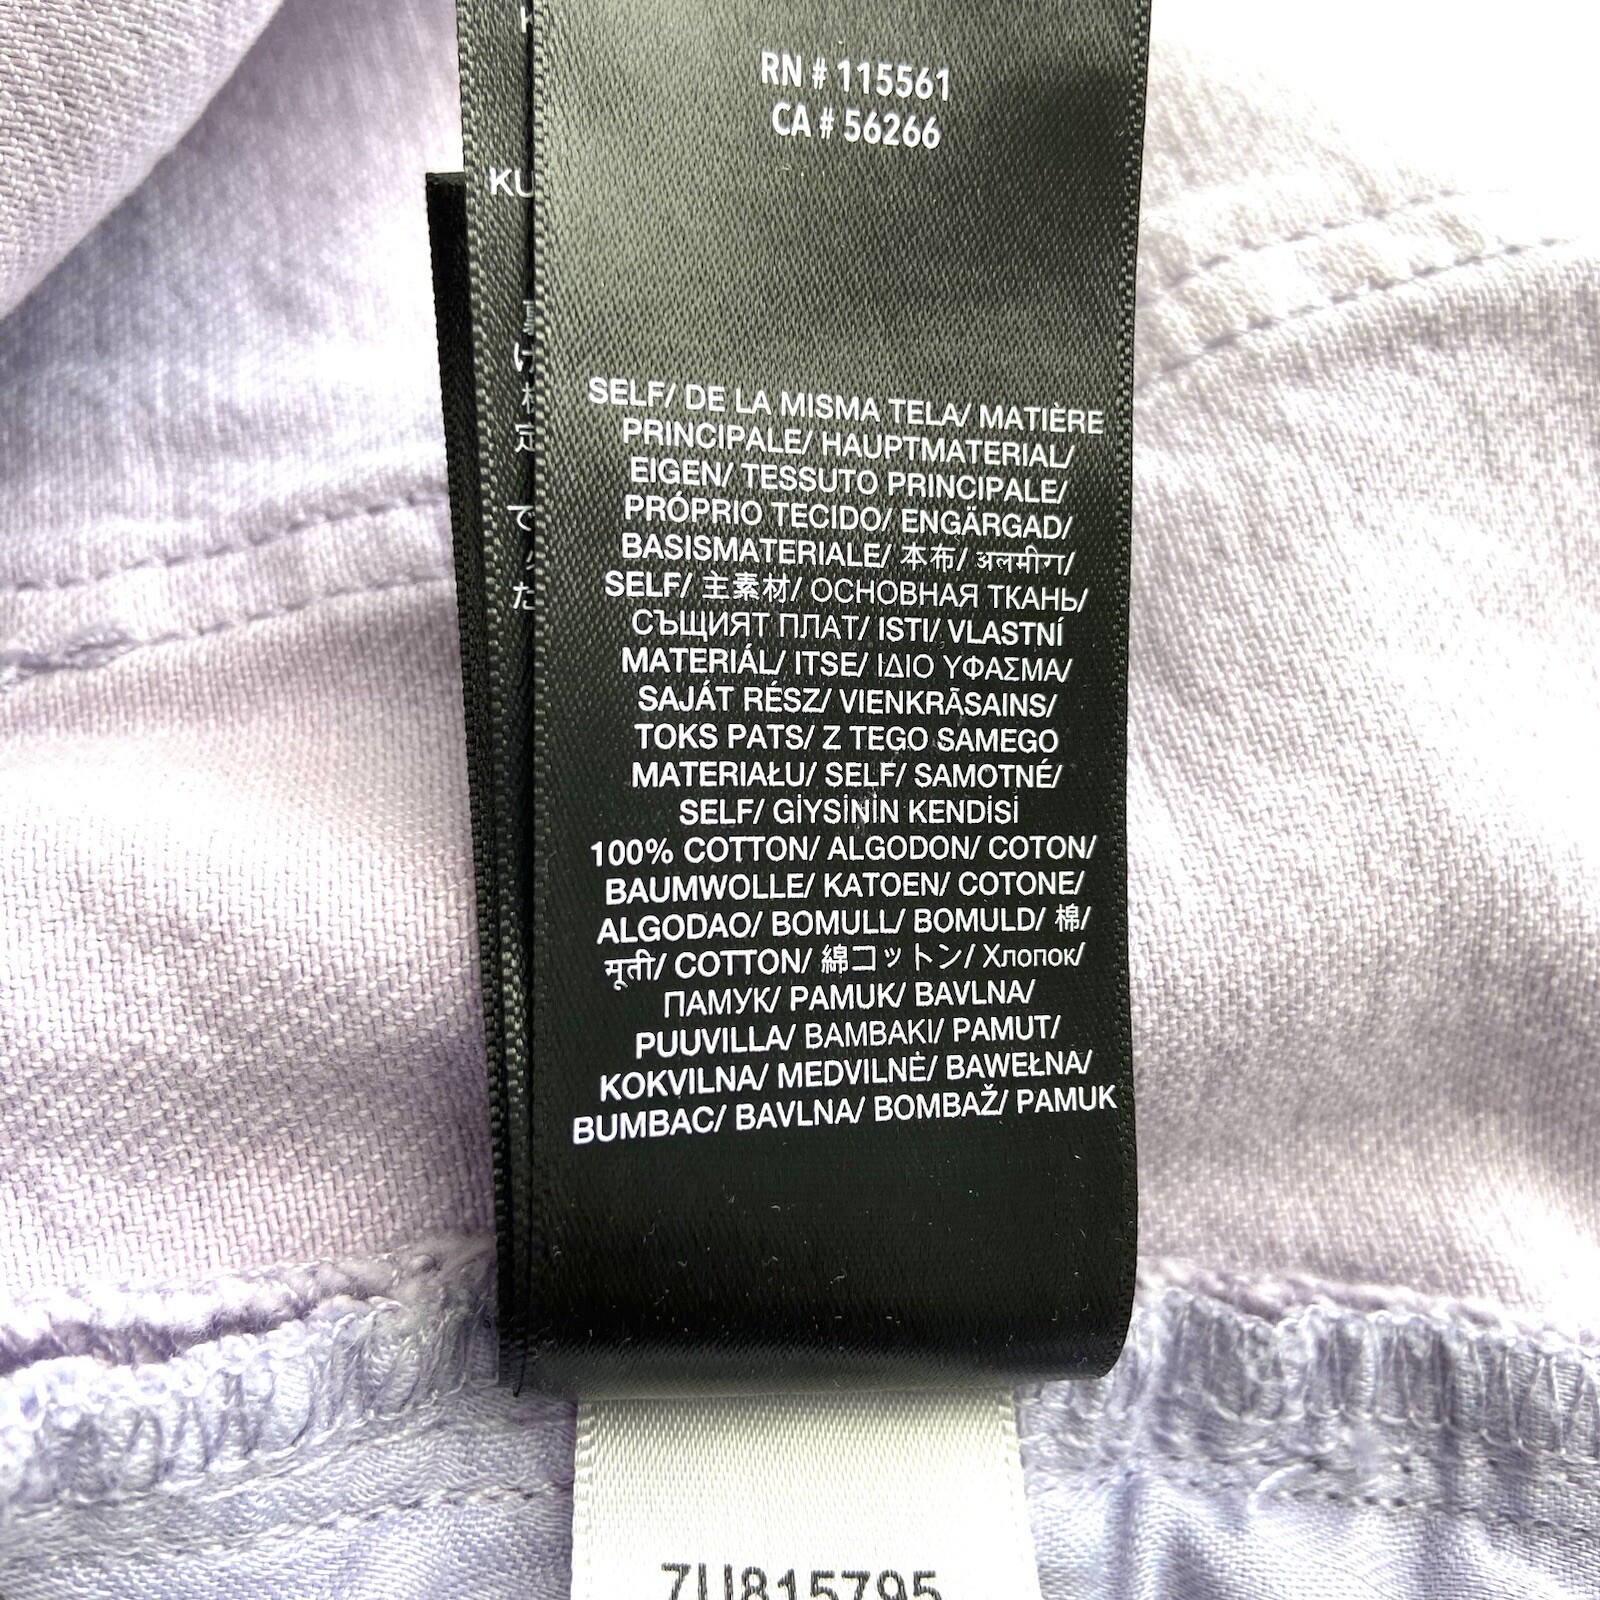 RN # 115561
CA # 56266
KU
SELF/ DE LA MISMA TELA/ MATIÈRE
PRINCIPALE/ HAUPTMATERIAL/
EIGEN/ TESSUTO PRINCIPALE/
PRÓPRIO TECIDO/ ENGÄRGAD/
BASISMATERIALE/ 本布/ अलमीग/
SELF/ 主素材/ ОСНОВНАЯ ТКАНЬ/
СЪЩИЯТ ПЛАТ/ ISTI/ VLASTNÍ
MATERIÁL/ ITSE/ ΙΔΙΟ ΥΦΑΣΜΑ/
SAJÁT RÉSZ/ VIENKRĀSAINS/
TOKS PATS/ Z TEGO SAMEGO
MATERIAŁU/ SELF/ SAMOTNÉ/
SELF/ GİYSİNİN KENDİSİ
100% COTTON/ ALGODON/ COTON/
BAUMWOLLE/ KATOEN/ COTONE/
ALGODAO/ BOMULL/ BOMULD/ 棉/
सूती/ COTTON/ 綿コットン/ Хлопок/
ПАМУК/ PAMUK/ BAVLNA/
PUUVILLA/ BAMBAKI/ PAMUT/
KOKVILNA/ MEDVILNĖ/ BAWEŁNA/
BUMBAC/ BAVLNA/ BOMBAŽ/ PAMUK
7U815795